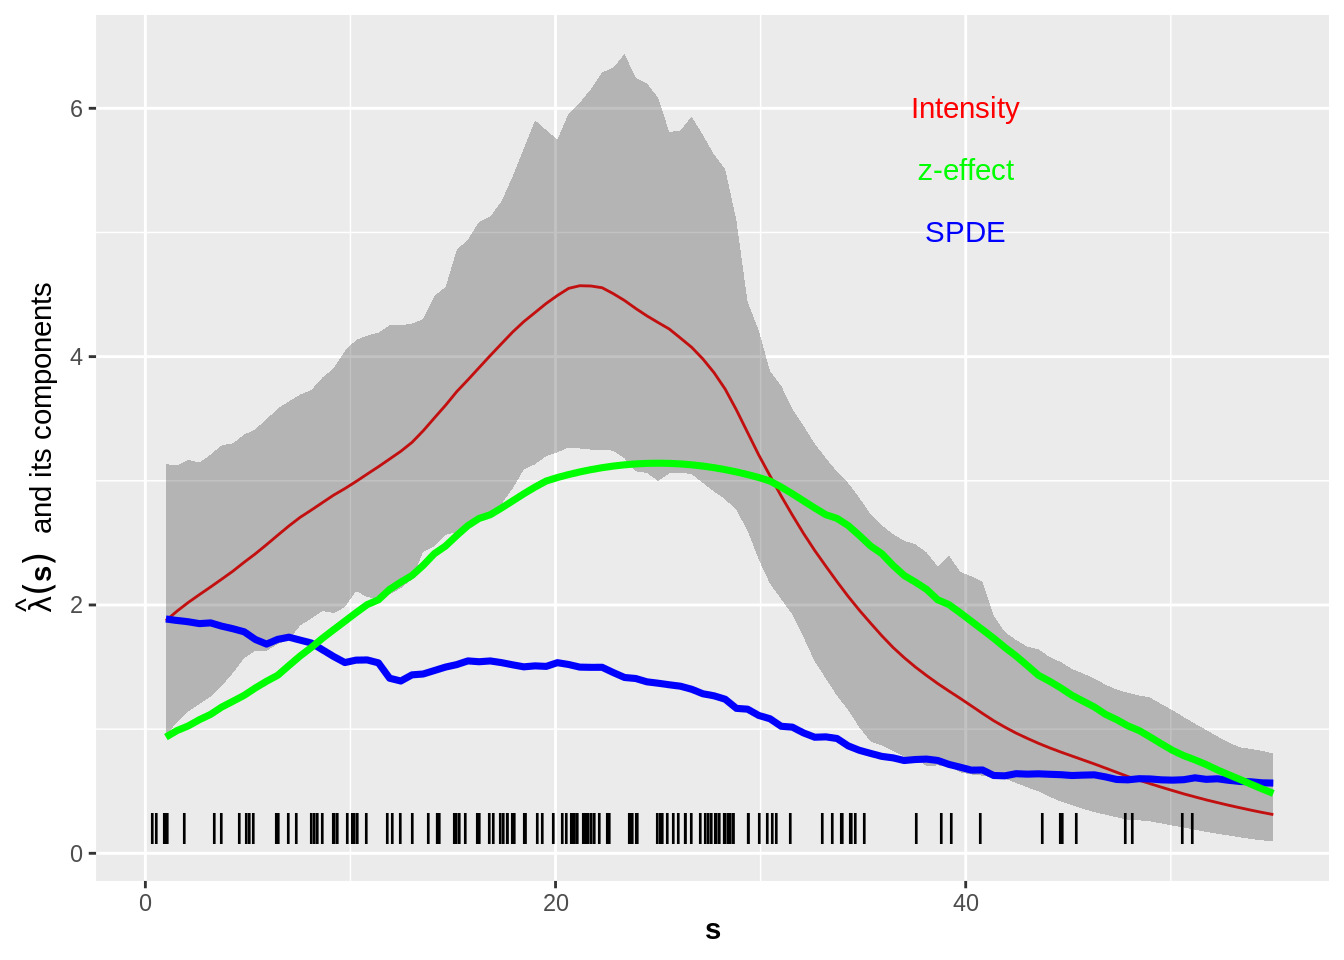 Intensity
z-effect
SPDE
6
4
2
0
λ̂(s) and its components
0 20 40
s